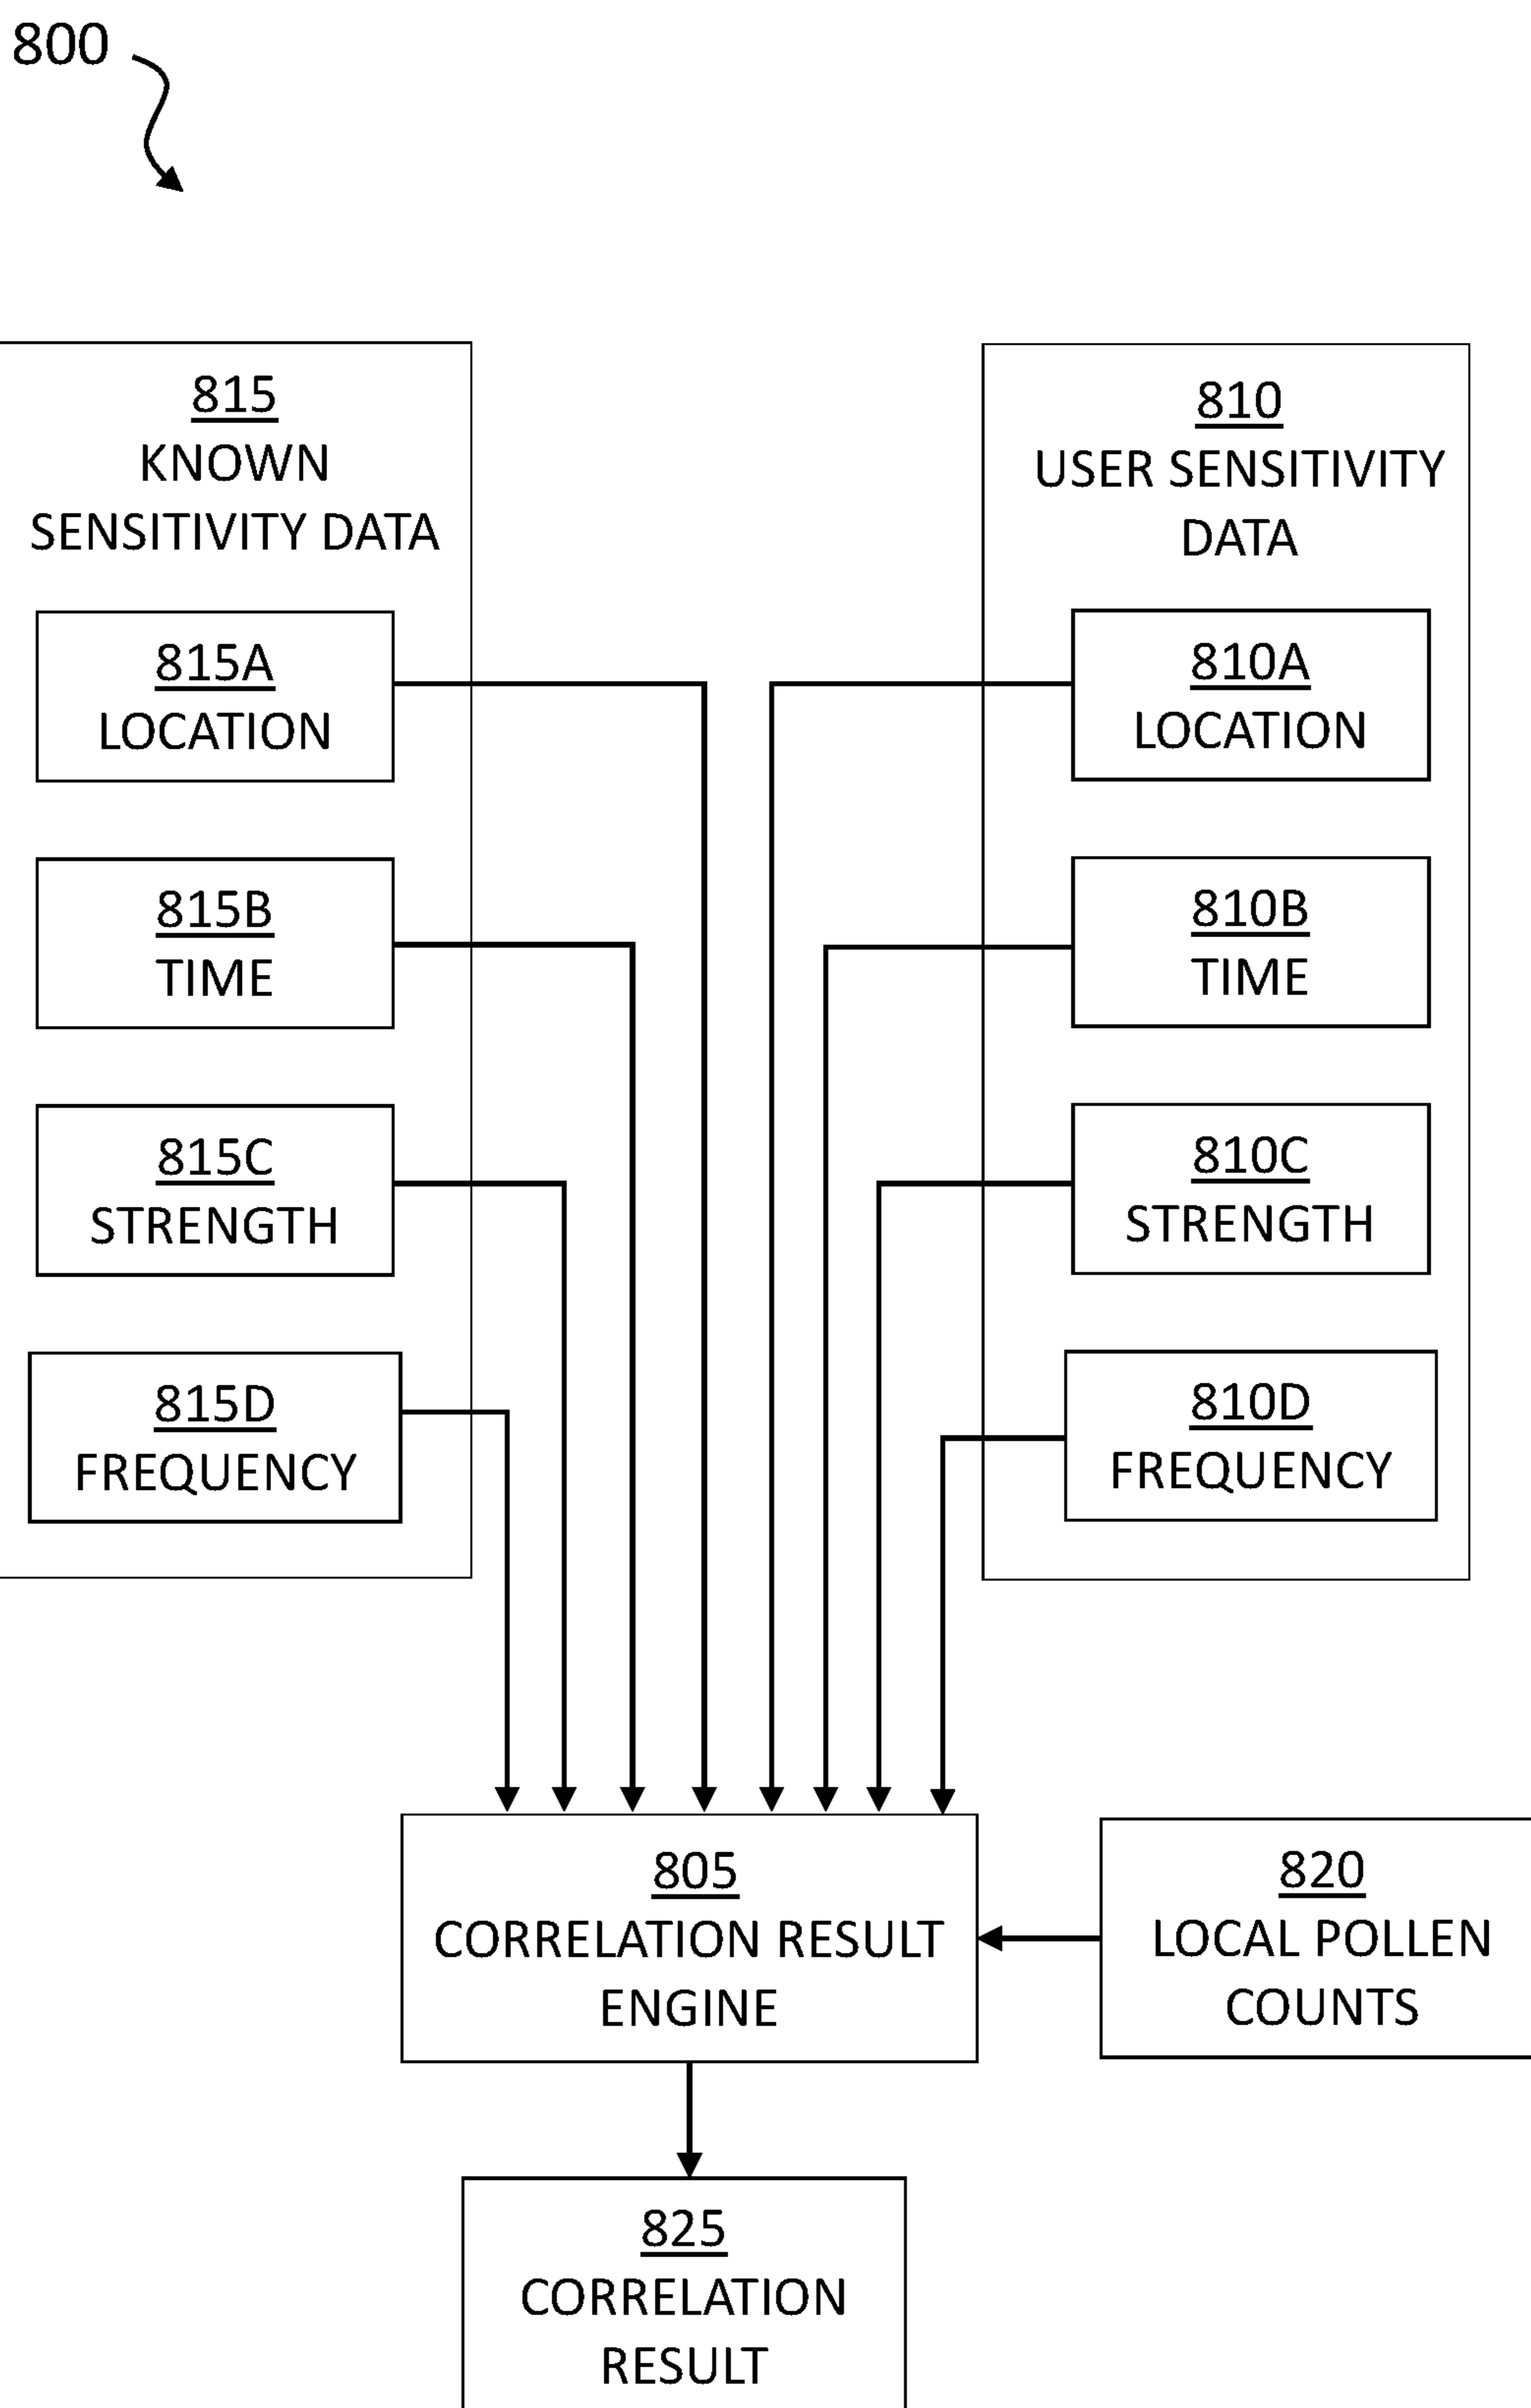 800
815
KNOWN
SENSITIVITY DATA
815A
LOCATION
815B
TIME
815C
STRENGTH
815D
FREQUENCY
810
USER SENSITIVITY
DATA
810A
LOCATION
810B
TIME
810C
STRENGTH
810D
FREQUENCY
805
CORRELATION RESULT
ENGINE
820
LOCAL POLLEN
COUNTS
825
CORRELATION
RESULT